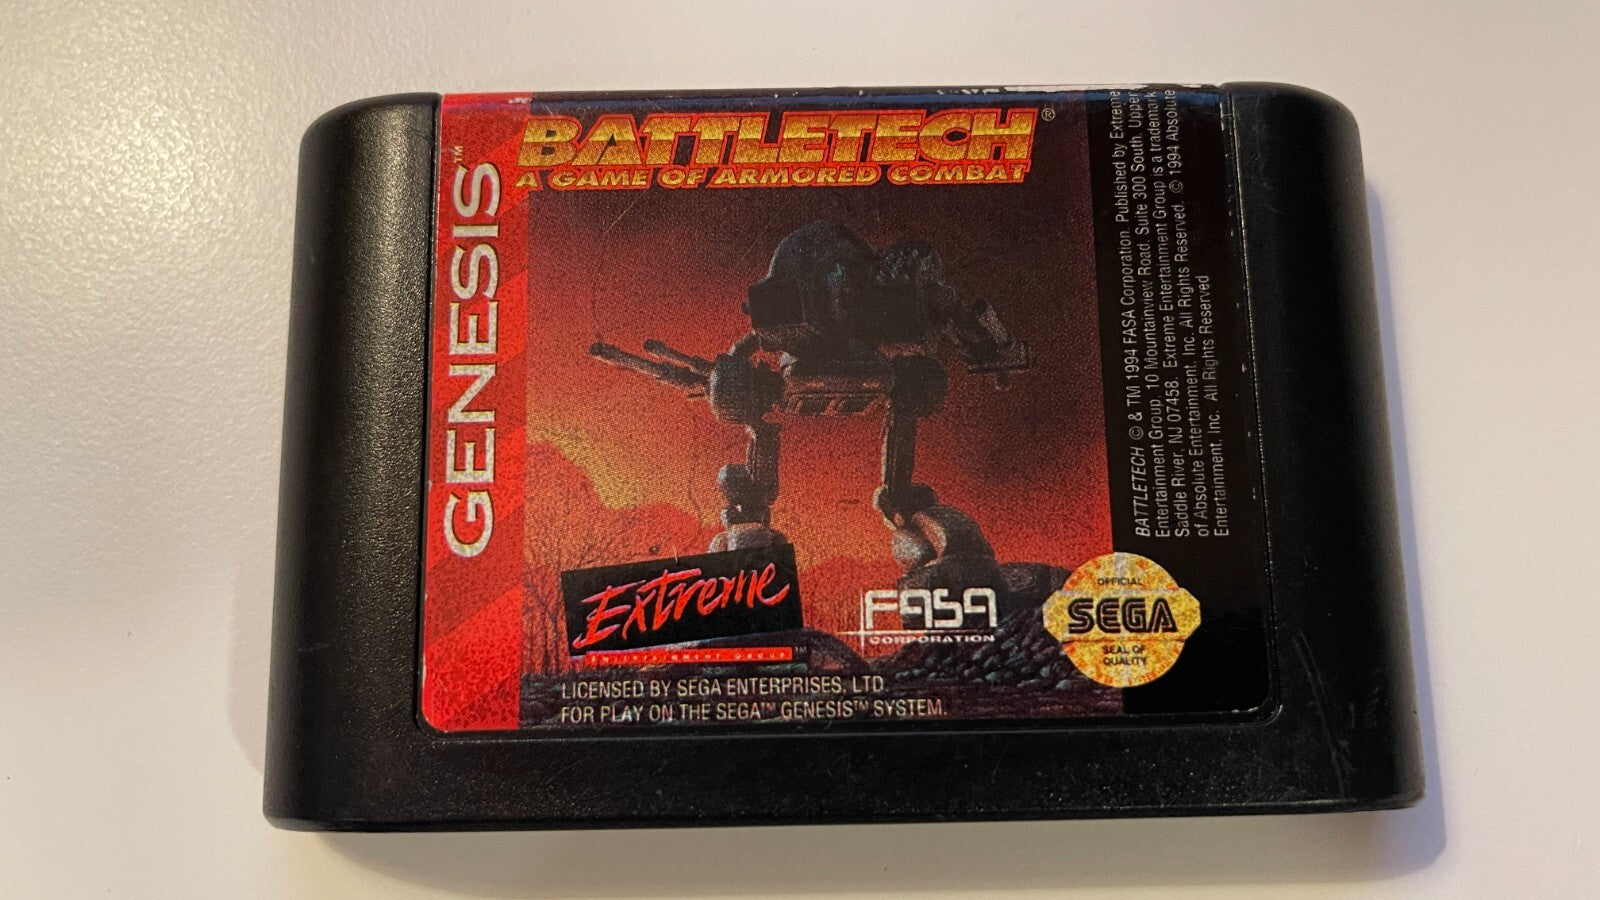 GENESIS™
BATTLETECH®
A GAME OF ARMORED COMBAT
BATTLETECH © & TM 1994 FASA Corporation. Published by Extreme
Entertainment Group, 10 Mountainview Road, Suite 300 South, Upper
Saddle River, NJ 07458. Extreme Entertainment Group is a trademark
of Absolute Entertainment, Inc. All Rights Reserved. © 1994 Absolute
Entertainment, Inc. All Rights Reserved
Extreme
ENTERTAINMENT GROUP™
FASA
CORPORATION
OFFICIAL
SEGA
SEAL OF
QUALITY
LICENSED BY SEGA ENTERPRISES, LTD.
FOR PLAY ON THE SEGA™ GENESIS™ SYSTEM.